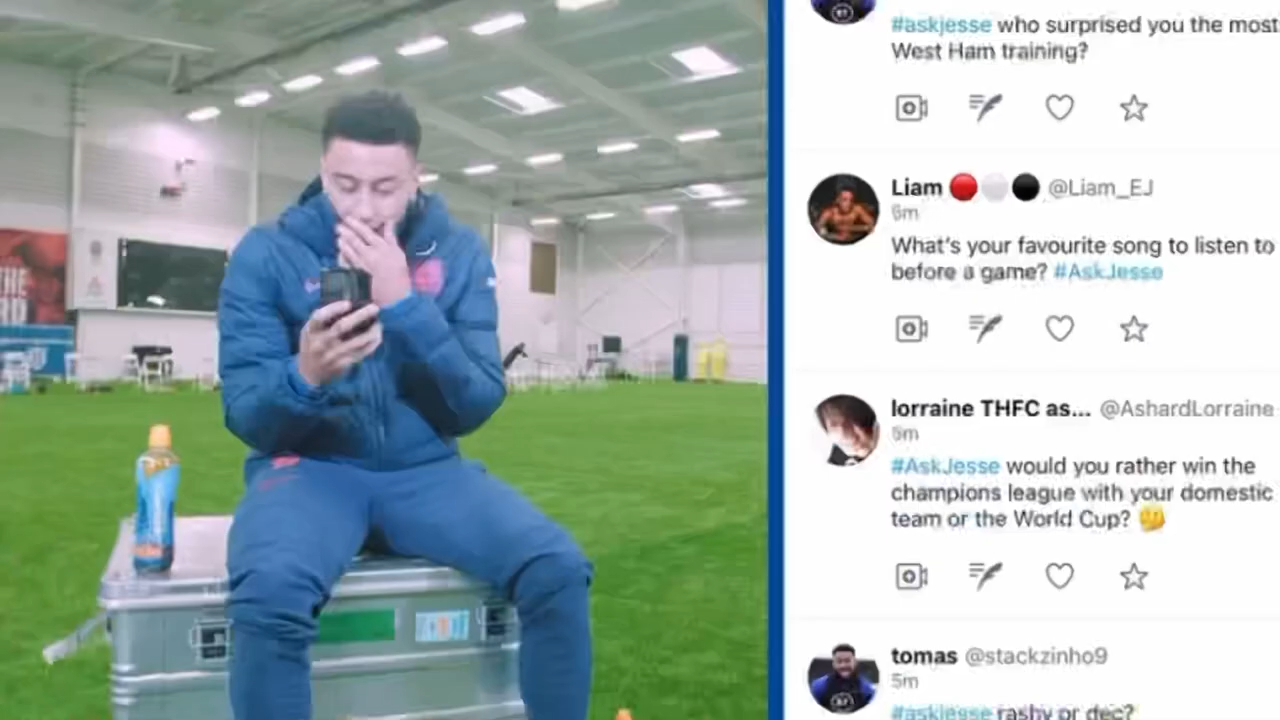 THE
#askjesse who surprised you the most
West Ham training?
Liam @Liam_EJ
6m
What's your favourite song to listen to
before a game? #AskJesse
lorraine THFC as... @AshardLorraine
6m
#AskJesse would you rather win the
champions league with your domestic
team or the World Cup?
tomas @stackzinho9
5m
#askjesse rashy or dec?